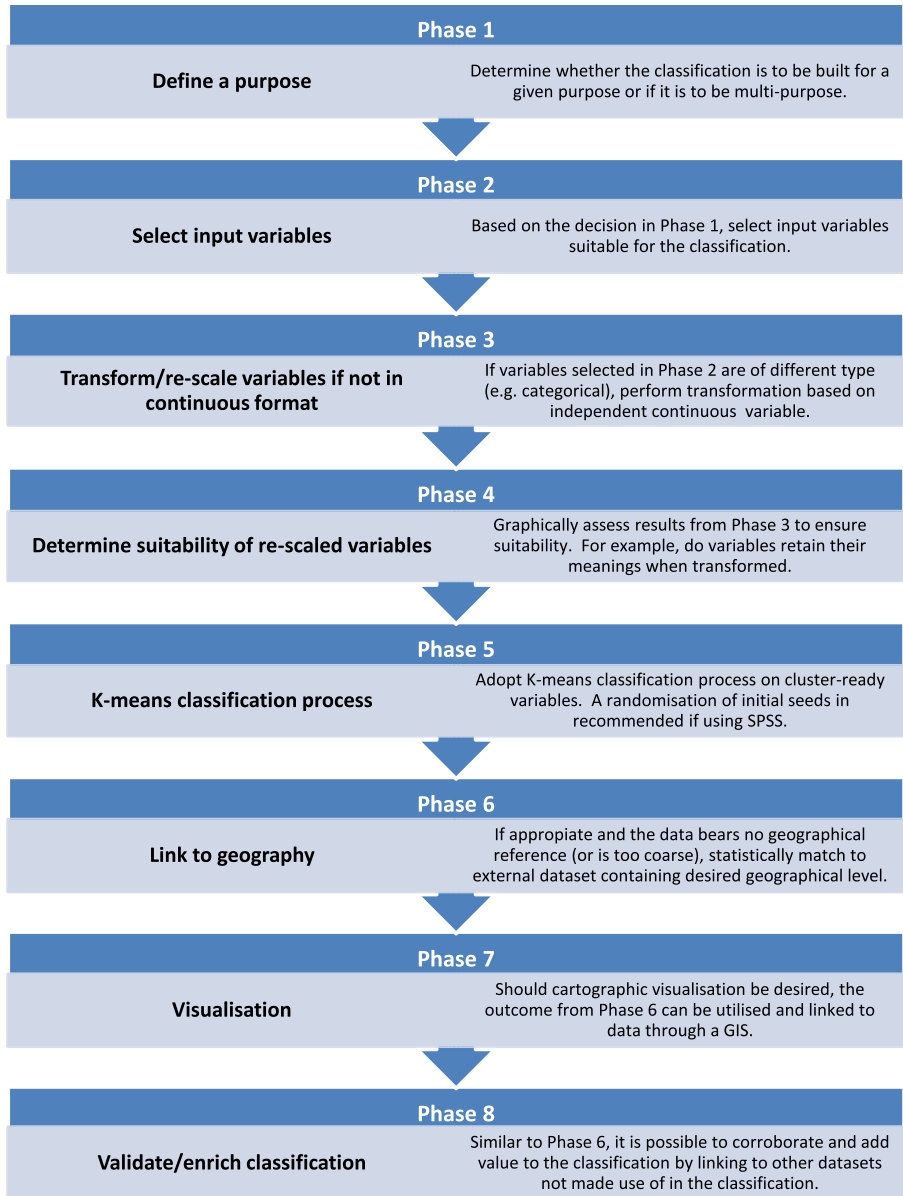 Phase 1
Define a purpose
Determine whether the classification is to be built for a
given purpose or if it is to be multi-purpose.
Phase 2
Select input variables
Based on the decision in Phase 1, select input variables
suitable for the classification.
Phase 3
Transform/re-scale variables if not in
continuous format
If variables selected in Phase 2 are of different type
(e.g. categorical), perform transformation based on
independent continuous  variable.
Phase 4
Determine suitability of re-scaled variables
Graphically assess results from Phase 3 to ensure
suitability.  For example, do variables retain their
meanings when transformed.
Phase 5
K-means classification process
Adopt K-means classification process on cluster-ready
variables.  A randomisation of initial seeds in
recommended if using SPSS.
Phase 6
Link to geography
If appropiate and the data bears no geographical
reference (or is too coarse), statistically match to
external dataset containing desired geographical level.
Phase 7
Visualisation
Should cartographic visualisation be desired, the
outcome from Phase 6 can be utilised and linked to
data through a GIS.
Phase 8
Validate/enrich classification
Similar to Phase 6, it is possible to corroborate and add
value to the classification by linking to other datasets
not made use of in the classification.